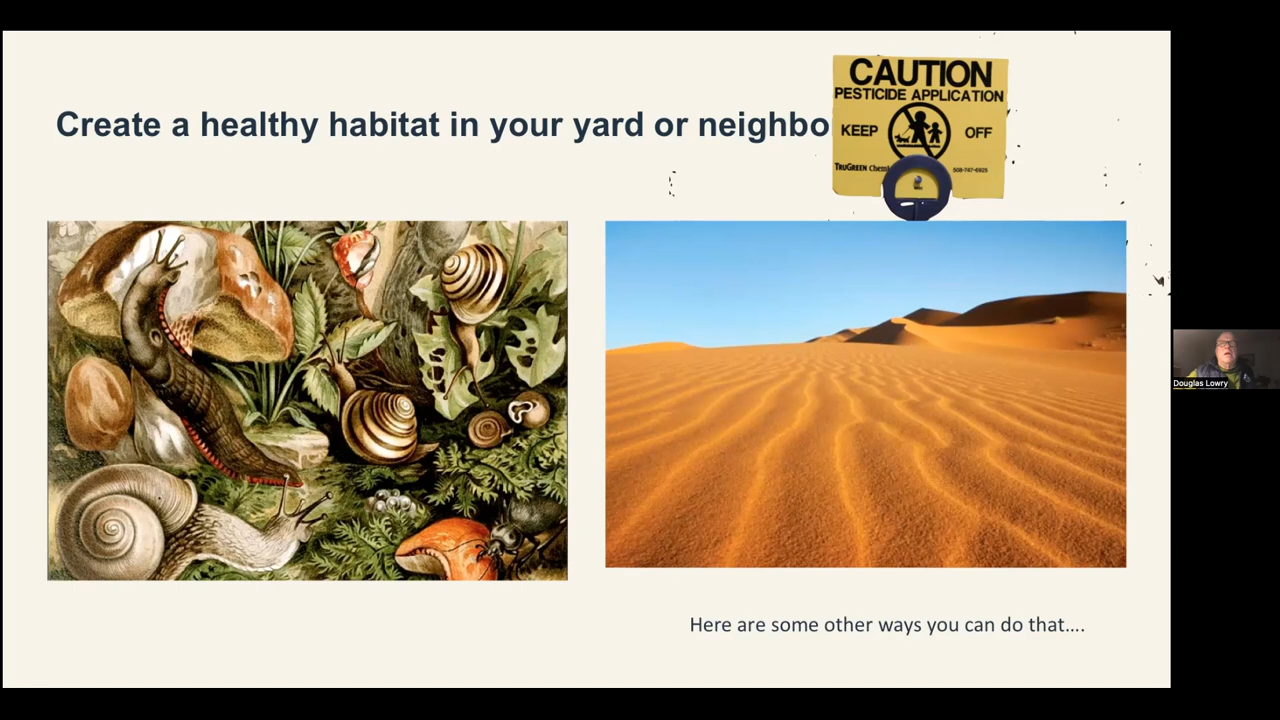 Create a healthy habitat in your yard or neighbo
CAUTION
PESTICIDE APPLICATION
KEEP OFF
TRUGREEN Chem
508-747-6925
Here are some other ways you can do that....
Douglas Lowry